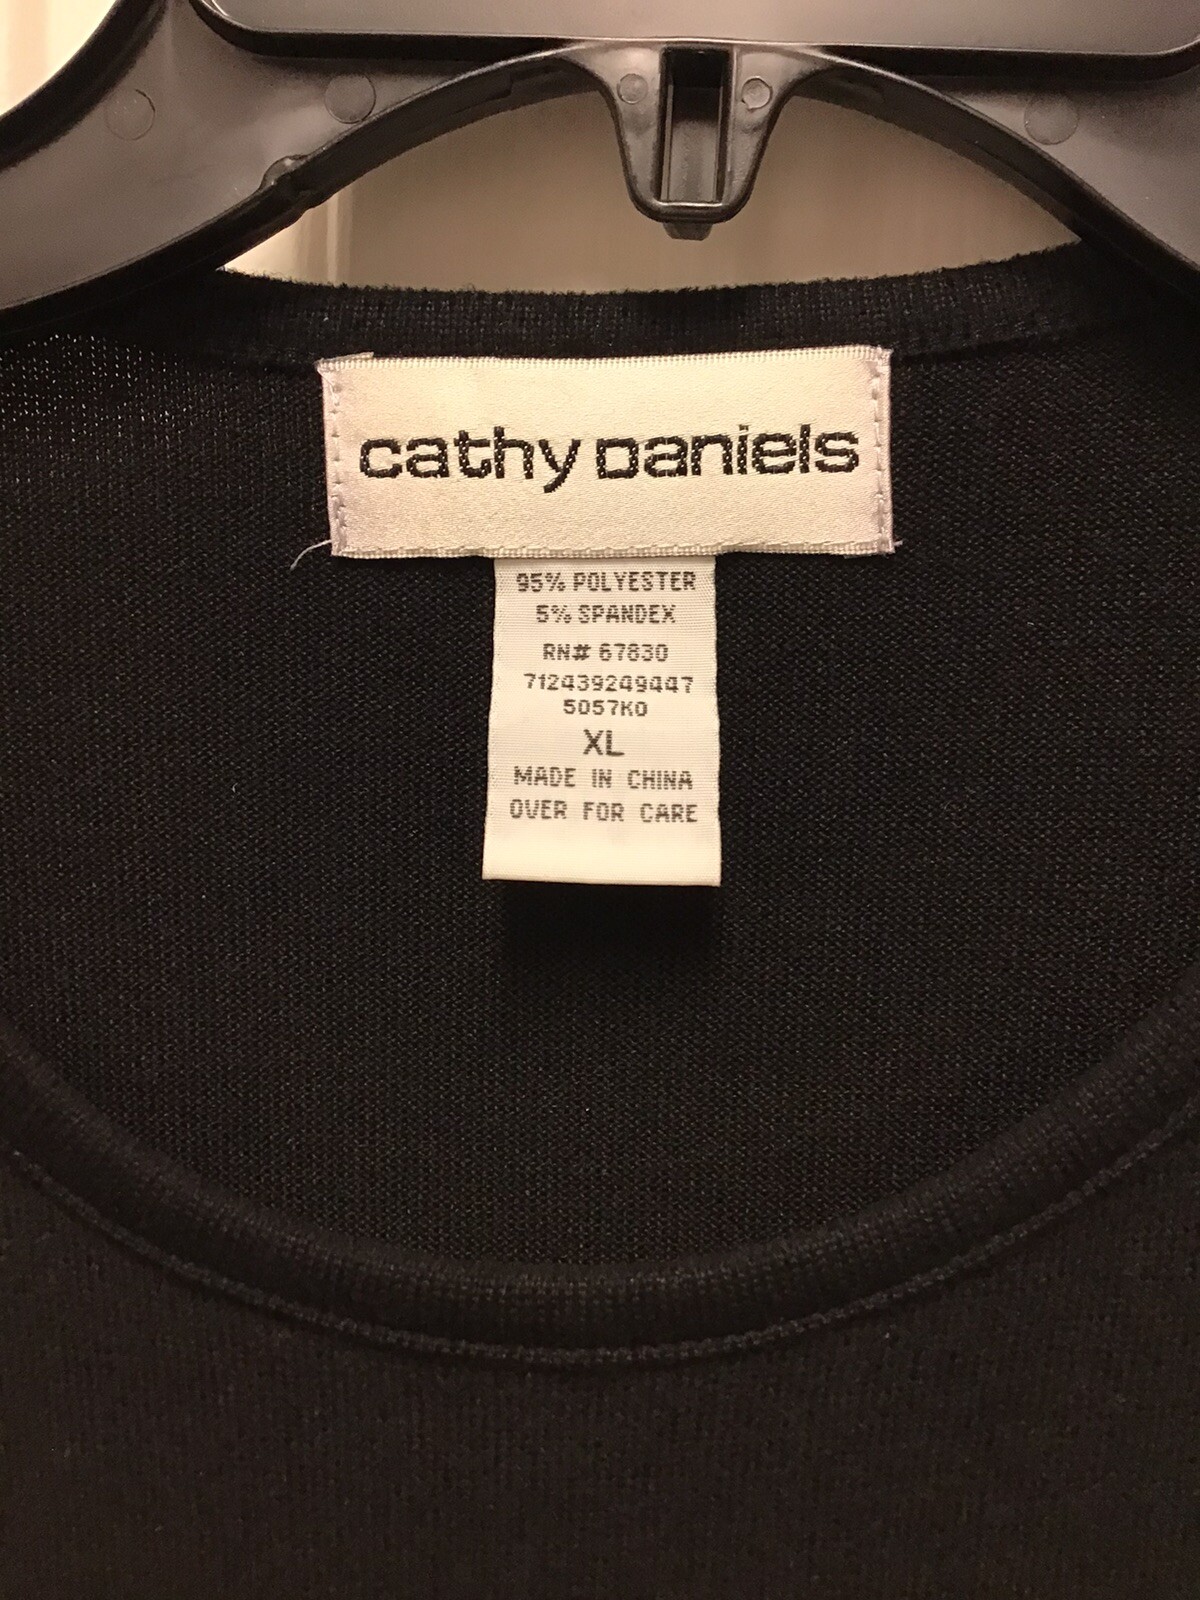 cathy Daniels
95% POLYESTER
5% SPANDEX
RN# 67830
712439249447
5057K0
XL
MADE IN CHINA
OVER FOR CARE